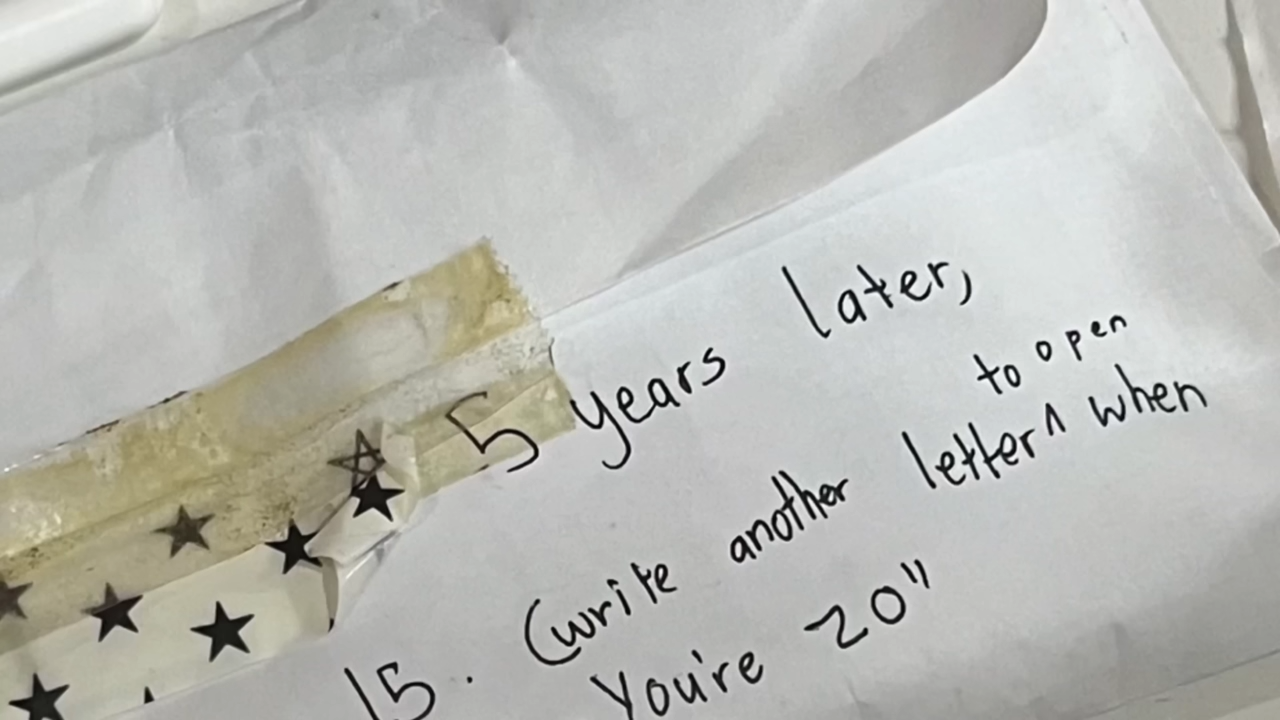 5 years later,
to open
15. (write another letter^ when
You're 20"